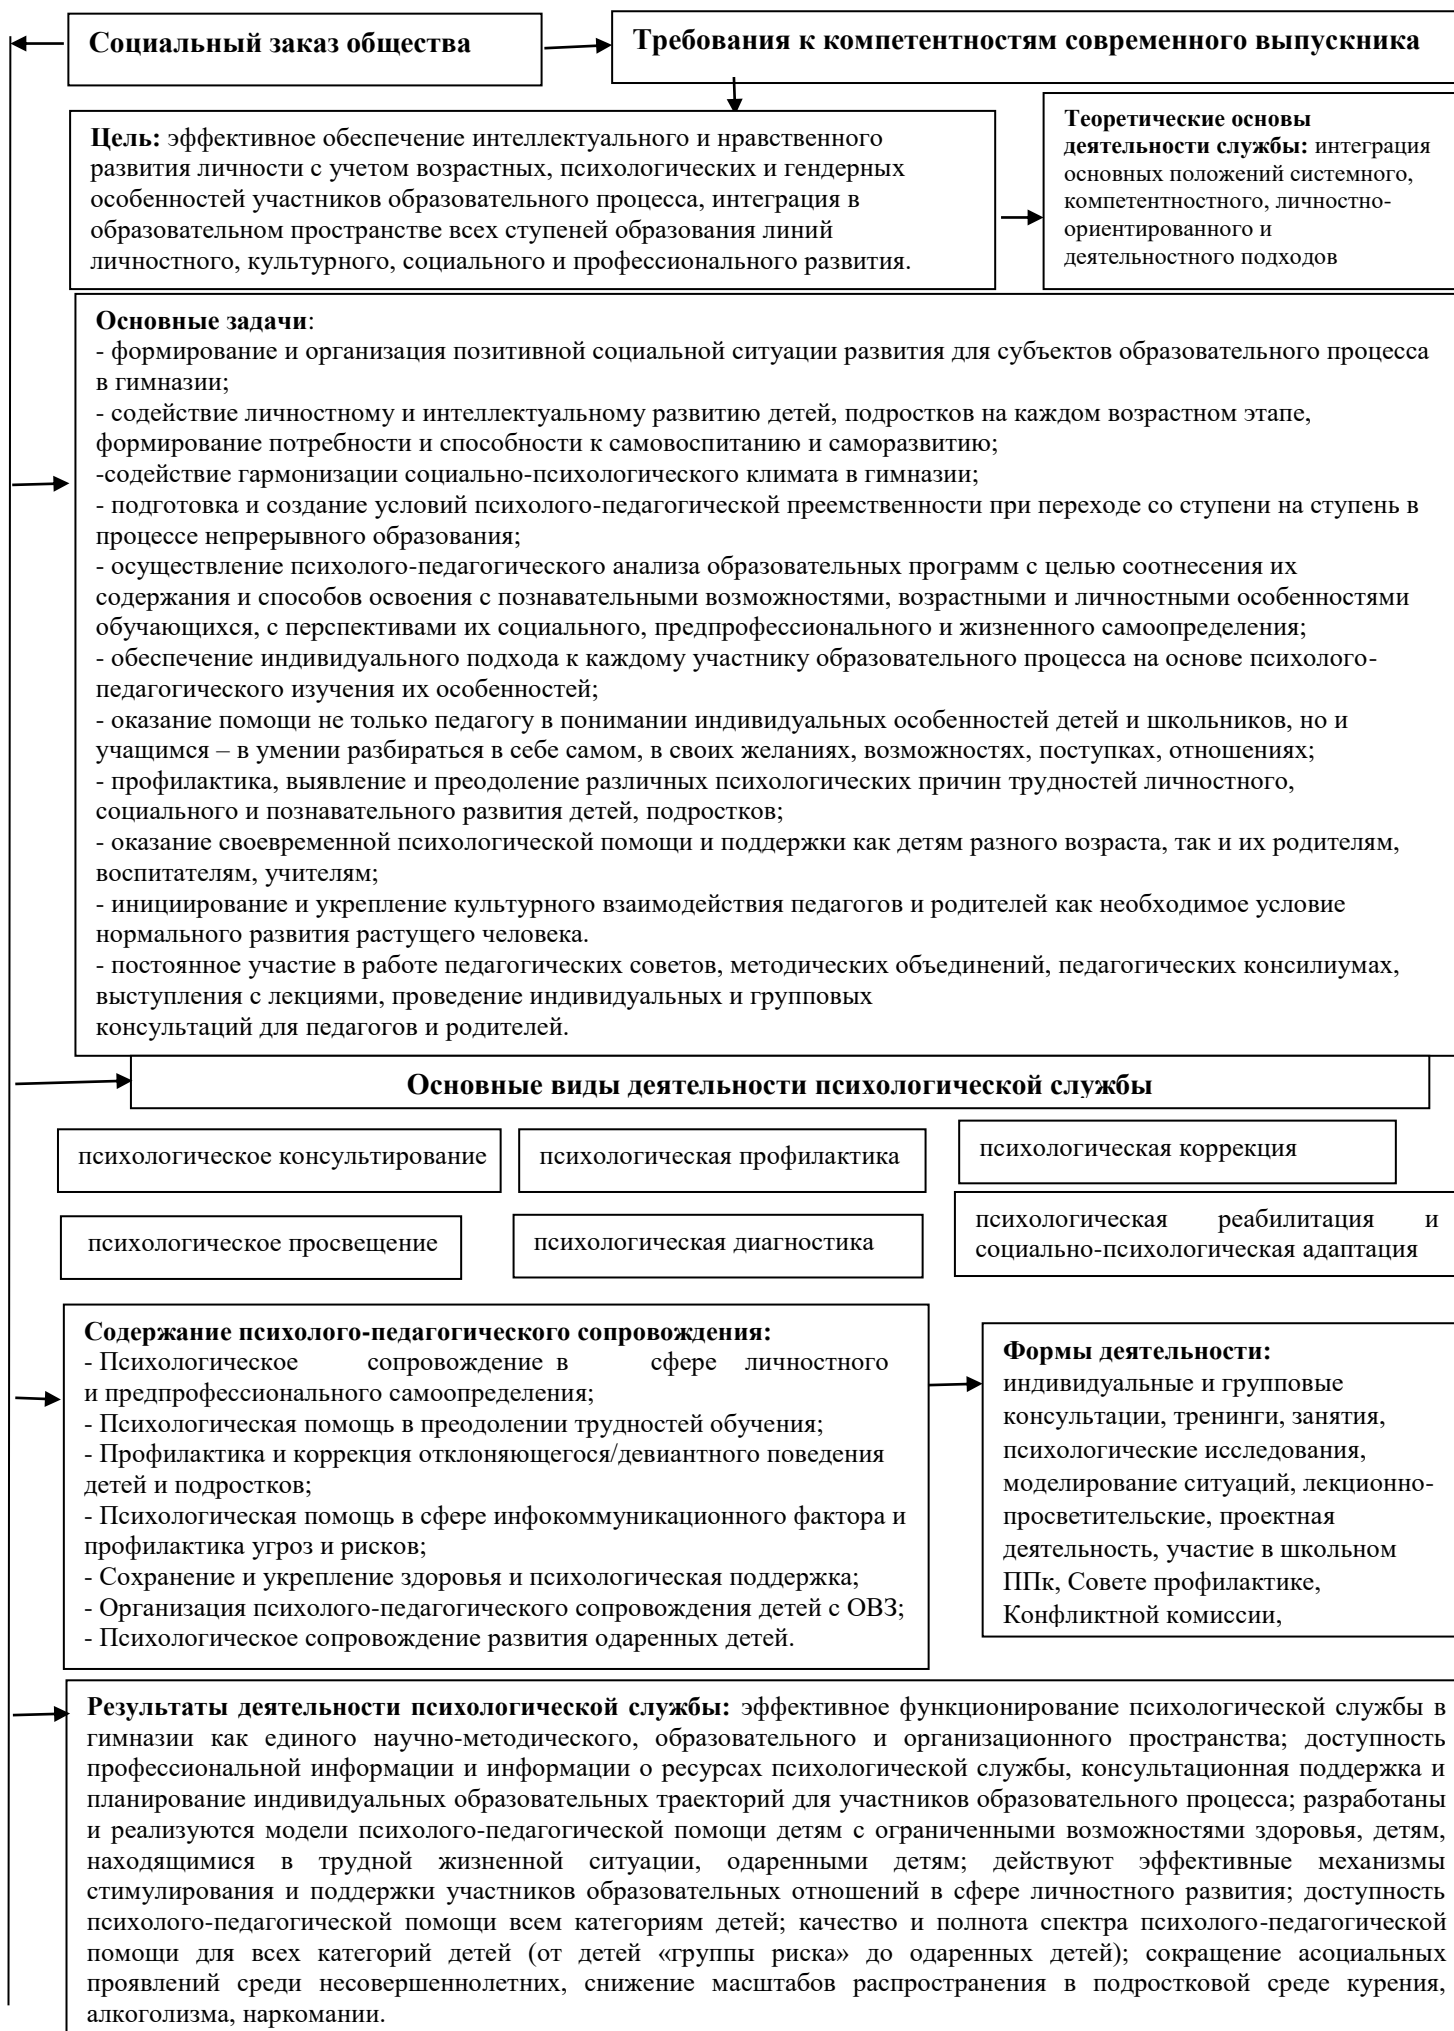 Социальный заказ общества
Требования к компетентностям современного выпускника
Цель: эффективное обеспечение интеллектуального и нравственного
развития личности с учетом возрастных, психологических и гендерных
особенностей участников образовательного процесса, интеграция в
образовательном пространстве всех ступеней образования линий
личностного, культурного, социального и профессионального развития.
Теоретические основы
деятельности службы: интеграция
основных положений системного,
компетентностного, личностно-
ориентированного и
деятельностного подходов
Основные задачи:
- формирование и организация позитивной социальной ситуации развития для субъектов образовательного процесса
в гимназии;
- содействие личностному и интеллектуальному развитию детей, подростков на каждом возрастном этапе,
формирование потребности и способности к самовоспитанию и саморазвитию;
-содействие гармонизации социально-психологического климата в гимназии;
- подготовка и создание условий психолого-педагогической преемственности при переходе со ступени на ступень в
процессе непрерывного образования;
- осуществление психолого-педагогического анализа образовательных программ с целью соотнесения их
содержания и способов освоения с познавательными возможностями, возрастными и личностными особенностями
обучающихся, с перспективами их социального, предпрофессионального и жизненного самоопределения;
- обеспечение индивидуального подхода к каждому участнику образовательного процесса на основе психолого-
педагогического изучения их особенностей;
- оказание помощи не только педагогу в понимании индивидуальных особенностей детей и школьников, но и
учащимся – в умении разбираться в себе самом, в своих желаниях, возможностях, поступках, отношениях;
- профилактика, выявление и преодоление различных психологических причин трудностей личностного,
социального и познавательного развития детей, подростков;
- оказание своевременной психологической помощи и поддержки как детям разного возраста, так и их родителям,
воспитателям, учителям;
- инициирование и укрепление культурного взаимодействия педагогов и родителей как необходимое условие
нормального развития растущего человека.
- постоянное участие в работе педагогических советов, методических объединений, педагогических консилиумах,
выступления с лекциями, проведение индивидуальных и групповых
консультаций для педагогов и родителей.
Основные виды деятельности психологической службы
психологическое консультирование
психологическая профилактика
психологическая коррекция
психологическое просвещение
психологическая диагностика
психологическая реабилитация и
социально-психологическая адаптация
Содержание психолого-педагогического сопровождения:
- Психологическое сопровождение в сфере личностного
и предпрофессионального самоопределения;
- Психологическая помощь в преодолении трудностей обучения;
- Профилактика и коррекция отклоняющегося/девиантного поведения
детей и подростков;
- Психологическая помощь в сфере инфокоммуникационного фактора и
профилактика угроз и рисков;
- Сохранение и укрепление здоровья и психологическая поддержка;
- Организация психолого-педагогического сопровождения детей с ОВЗ;
- Психологическое сопровождение развития одаренных детей.
Формы деятельности:
индивидуальные и групповые
консультации, тренинги, занятия,
психологические исследования,
моделирование ситуаций, лекционно-
просветительские, проектная
деятельность, участие в школьном
ППк, Совете профилактике,
Конфликтной комиссии,
Результаты деятельности психологической службы: эффективное функционирование психологической службы в
гимназии как единого научно-методического, образовательного и организационного пространства; доступность
профессиональной информации и информации о ресурсах психологической службы, консультационная поддержка и
планирование индивидуальных образовательных траекторий для участников образовательного процесса; разработаны
и реализуются модели психолого-педагогической помощи детям с ограниченными возможностями здоровья, детям,
находящимися в трудной жизненной ситуации, одаренными детям; действуют эффективные механизмы
стимулирования и поддержки участников образовательных отношений в сфере личностного развития; доступность
психолого-педагогической помощи всем категориям детей; качество и полнота спектра психолого-педагогической
помощи для всех категорий детей (от детей «группы риска» до одаренных детей); сокращение асоциальных
проявлений среди несовершеннолетних, снижение масштабов распространения в подростковой среде курения,
алкоголизма, наркомании.